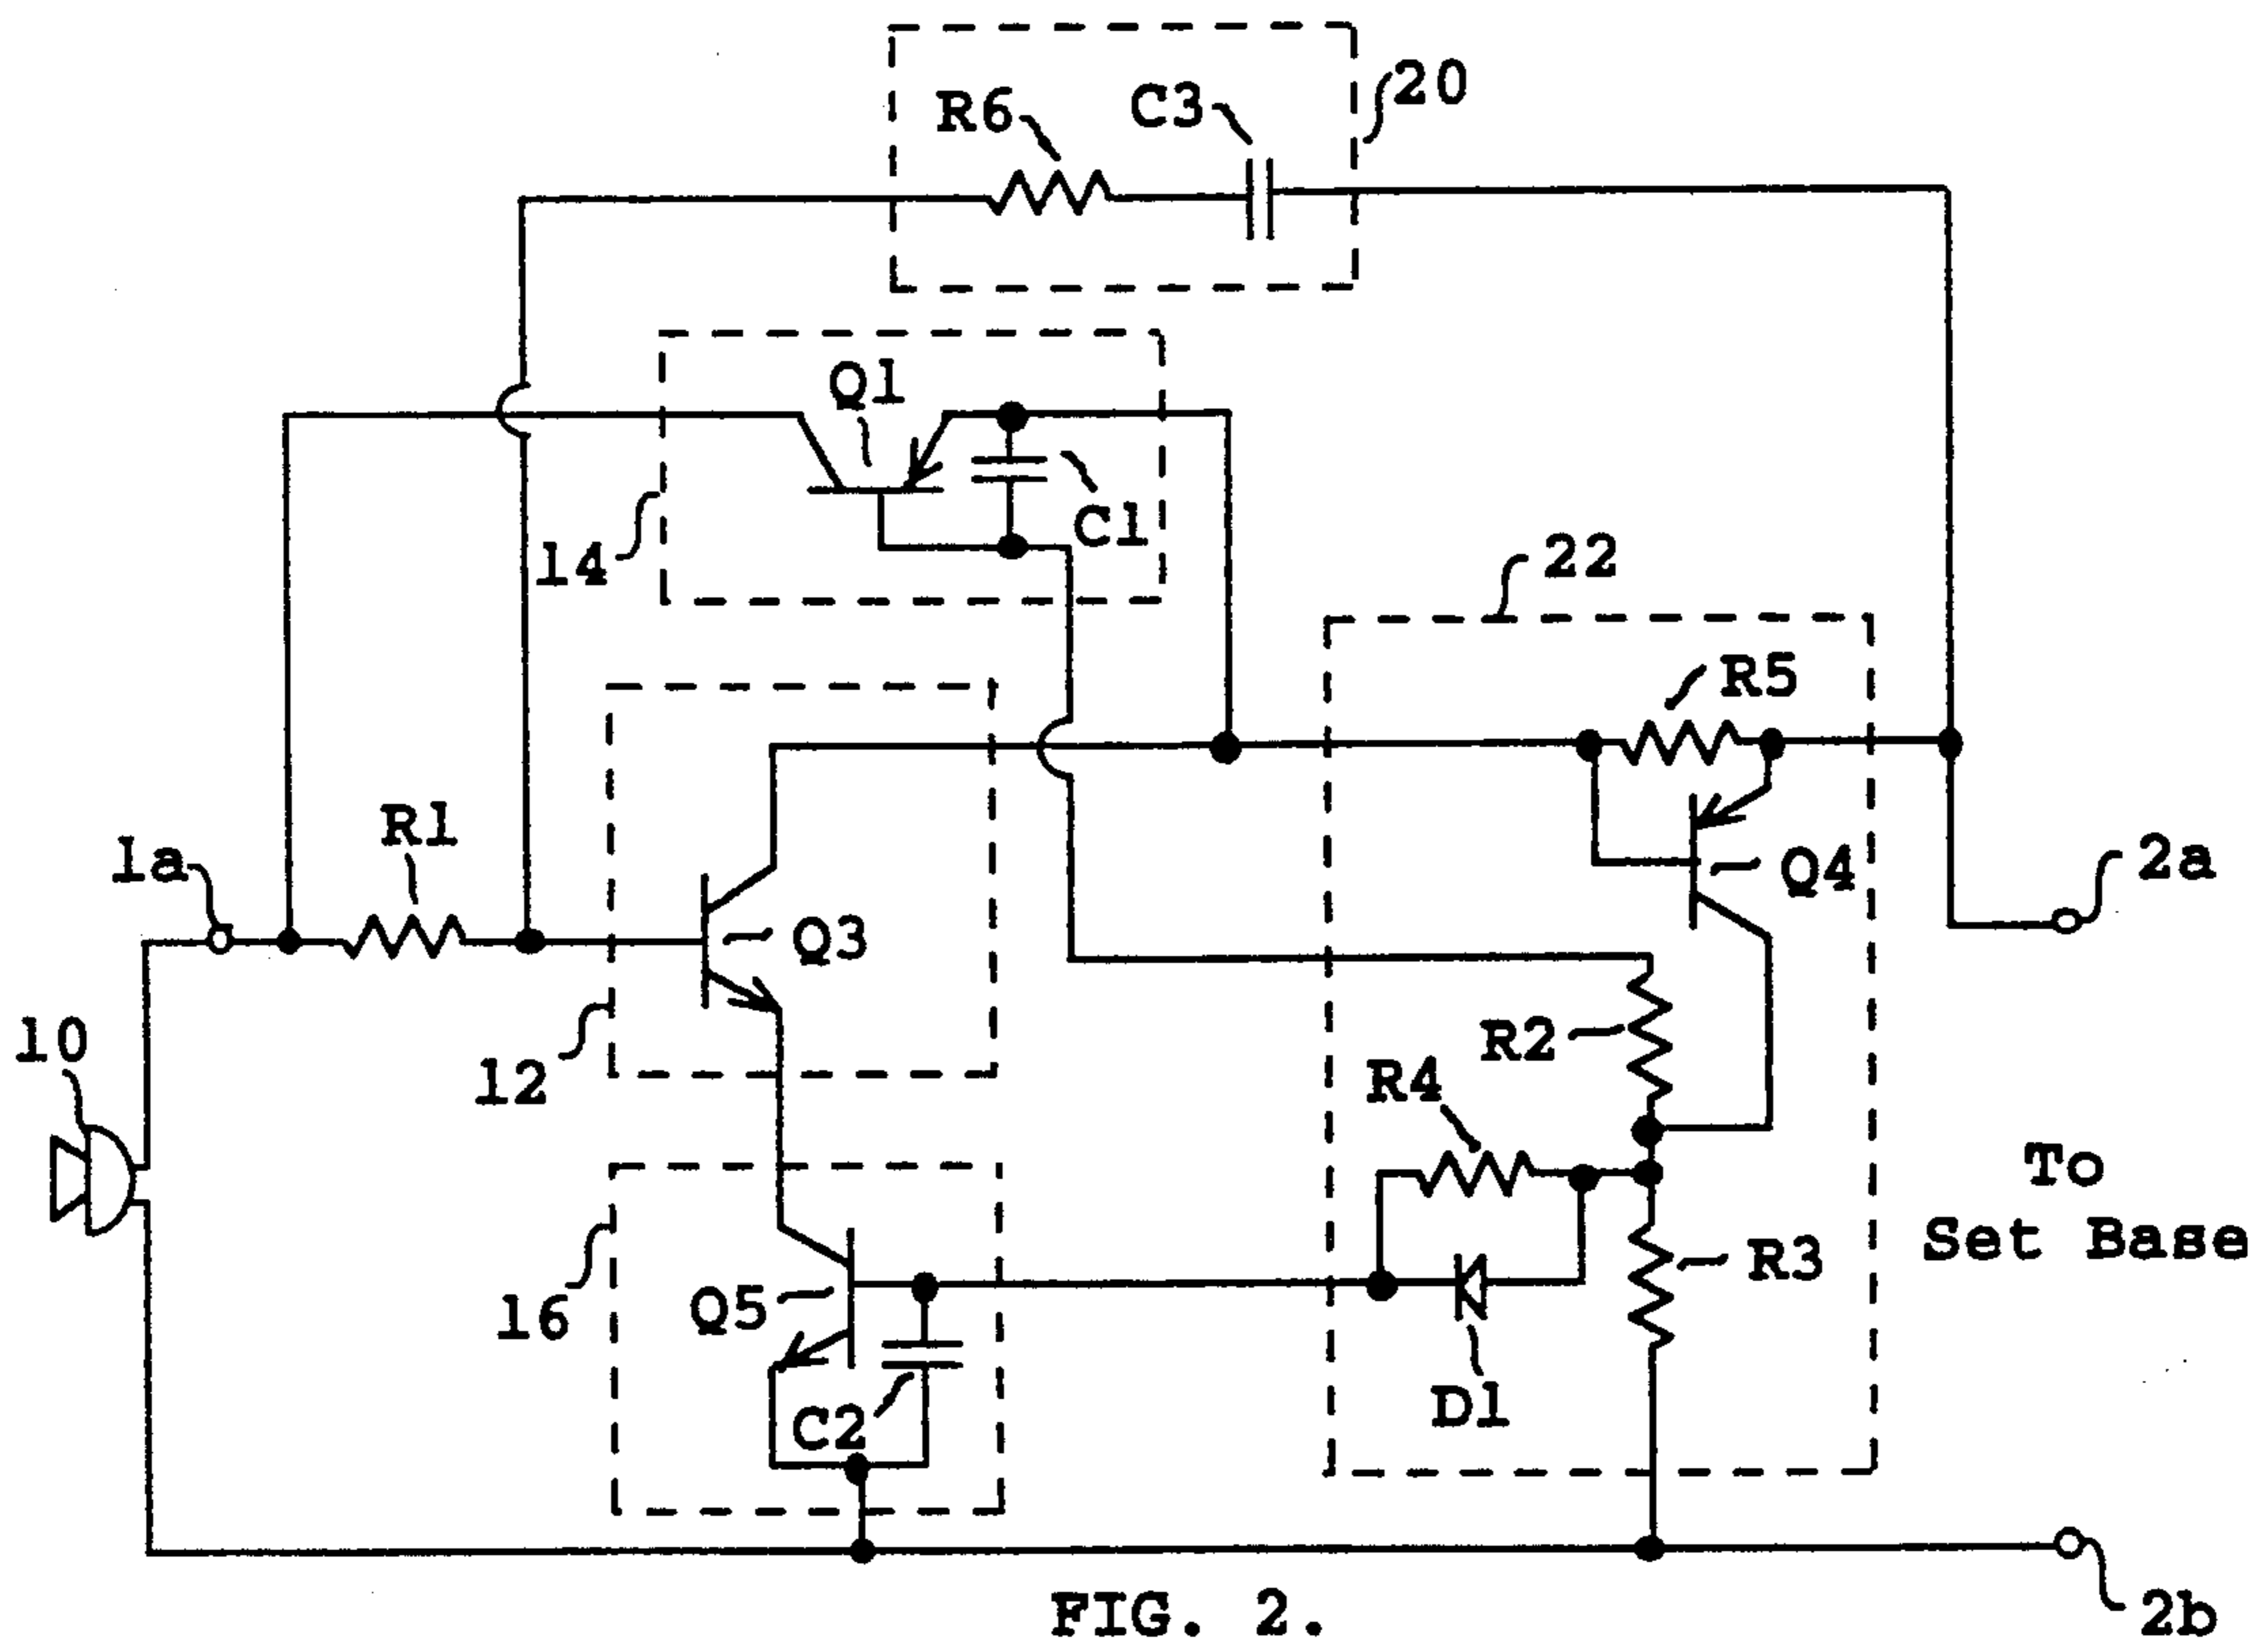 20
R6
C3
Q1
C1
14
22
R5
R1
1a
Q3
Q4
2a
10
12
R2
R4
To
Set Base
16
Q5
R3
C2
D1
FIG. 2.
2b